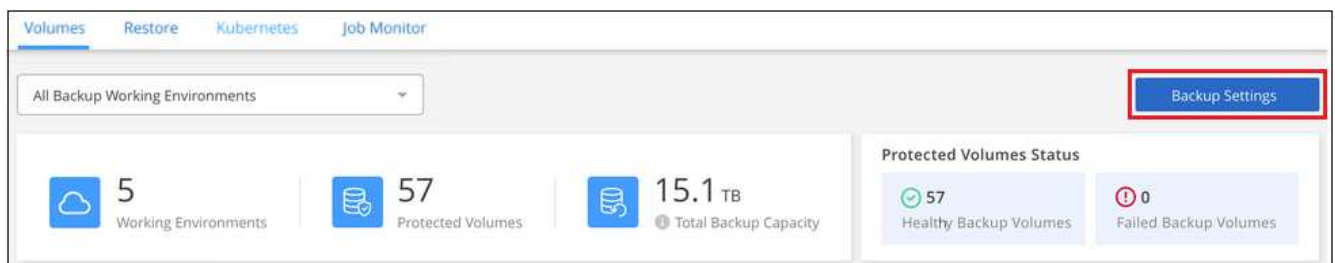 Volumes Restore Kubernetes Job Monitor
All Backup Working Environments
Backup Settings
5
Working Environments
57
Protected Volumes
15.1 TB
Total Backup Capacity
Protected Volumes Status
57
Healthy Backup Volumes
0
Failed Backup Volumes